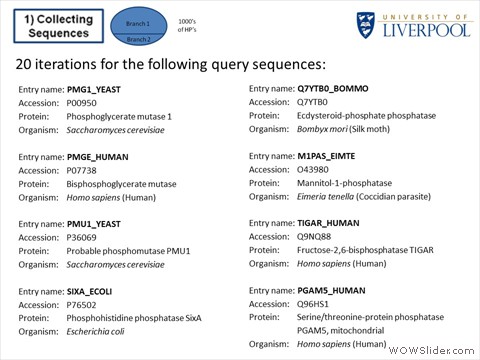 1) Collecting
Sequences
Branch 1
Branch 2
1000's
of HP's
UNIVERSITY OF
LIVERPOOL
20 iterations for the following query sequences:
Entry name: PMG1_YEAST
Accession: P00950
Protein: Phosphoglycerate mutase 1
Organism: Saccharomyces cerevisiae
Entry name: PMGE_HUMAN
Accession: P07738
Protein: Bisphosphoglycerate mutase
Organism: Homo sapiens (Human)
Entry name: PMU1_YEAST
Accession: P36069
Protein: Probable phosphomutase PMU1
Organism: Saccharomyces cerevisiae
Entry name: SIXA_ECOLI
Accession: P76502
Protein: Phosphohistidine phosphatase SixA
Organism: Escherichia coli
Entry name: Q7YTB0_BOMMO
Accession: Q7YTB0
Protein: Ecdysteroid-phosphate phosphatase
Organism: Bombyx mori (Silk moth)
Entry name: M1PAS_EIMTE
Accession: O43980
Protein: Mannitol-1-phosphatase
Organism: Eimeria tenella (Coccidian parasite)
Entry name: TIGAR_HUMAN
Accession: Q9NQ88
Protein: Fructose-2,6-bisphosphatase TIGAR
Organism: Homo sapiens (Human)
Entry name: PGAM5_HUMAN
Accession: Q96HS1
Protein: Serine/threonine-protein phosphatase
PGAM5, mitochondrial
Organism: Homo sapiens (Human)
WOWSlider.com